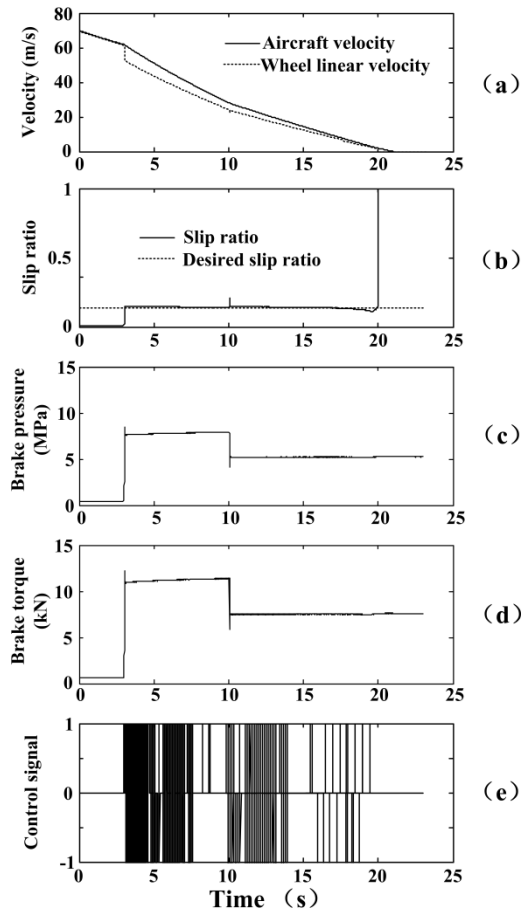 80
60
40
20
0
Velocity (m/s)
Aircraft velocity
Wheel linear velocity
(a)
0 5 10 15 20 25
1
0.5
0
Slip ratio
Slip ratio
Desired slip ratio
(b)
0 5 10 15 20 25
15
10
5
0
Brake pressure
(MPa)
(c)
0 5 10 15 20 25
15
10
5
0
Brake torque
(kN)
(d)
0 5 10 15 20 25
1
0
-1
Control signal
(e)
0 5 10 15 20 25
Time (s)